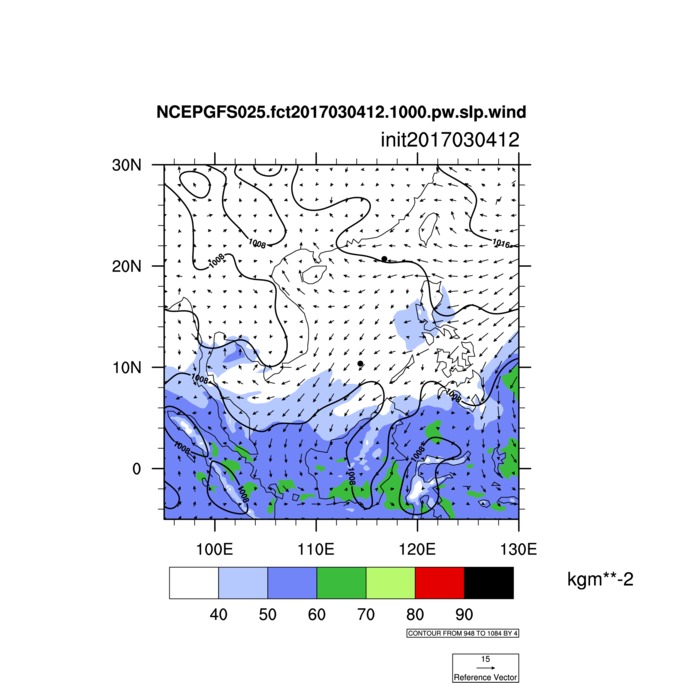 NCEPGFS025.fct2017030412.1000.pw.slp.wind
init2017030412
30N
1008
1016
1008
20N
10N
1008
1008
1008
1008
0
1008
1008
100E 110E 120E 130E
kgm**-2
40 50 60 70 80 90
CONTOUR FROM 948 TO 1084 BY 4
15
Reference Vector